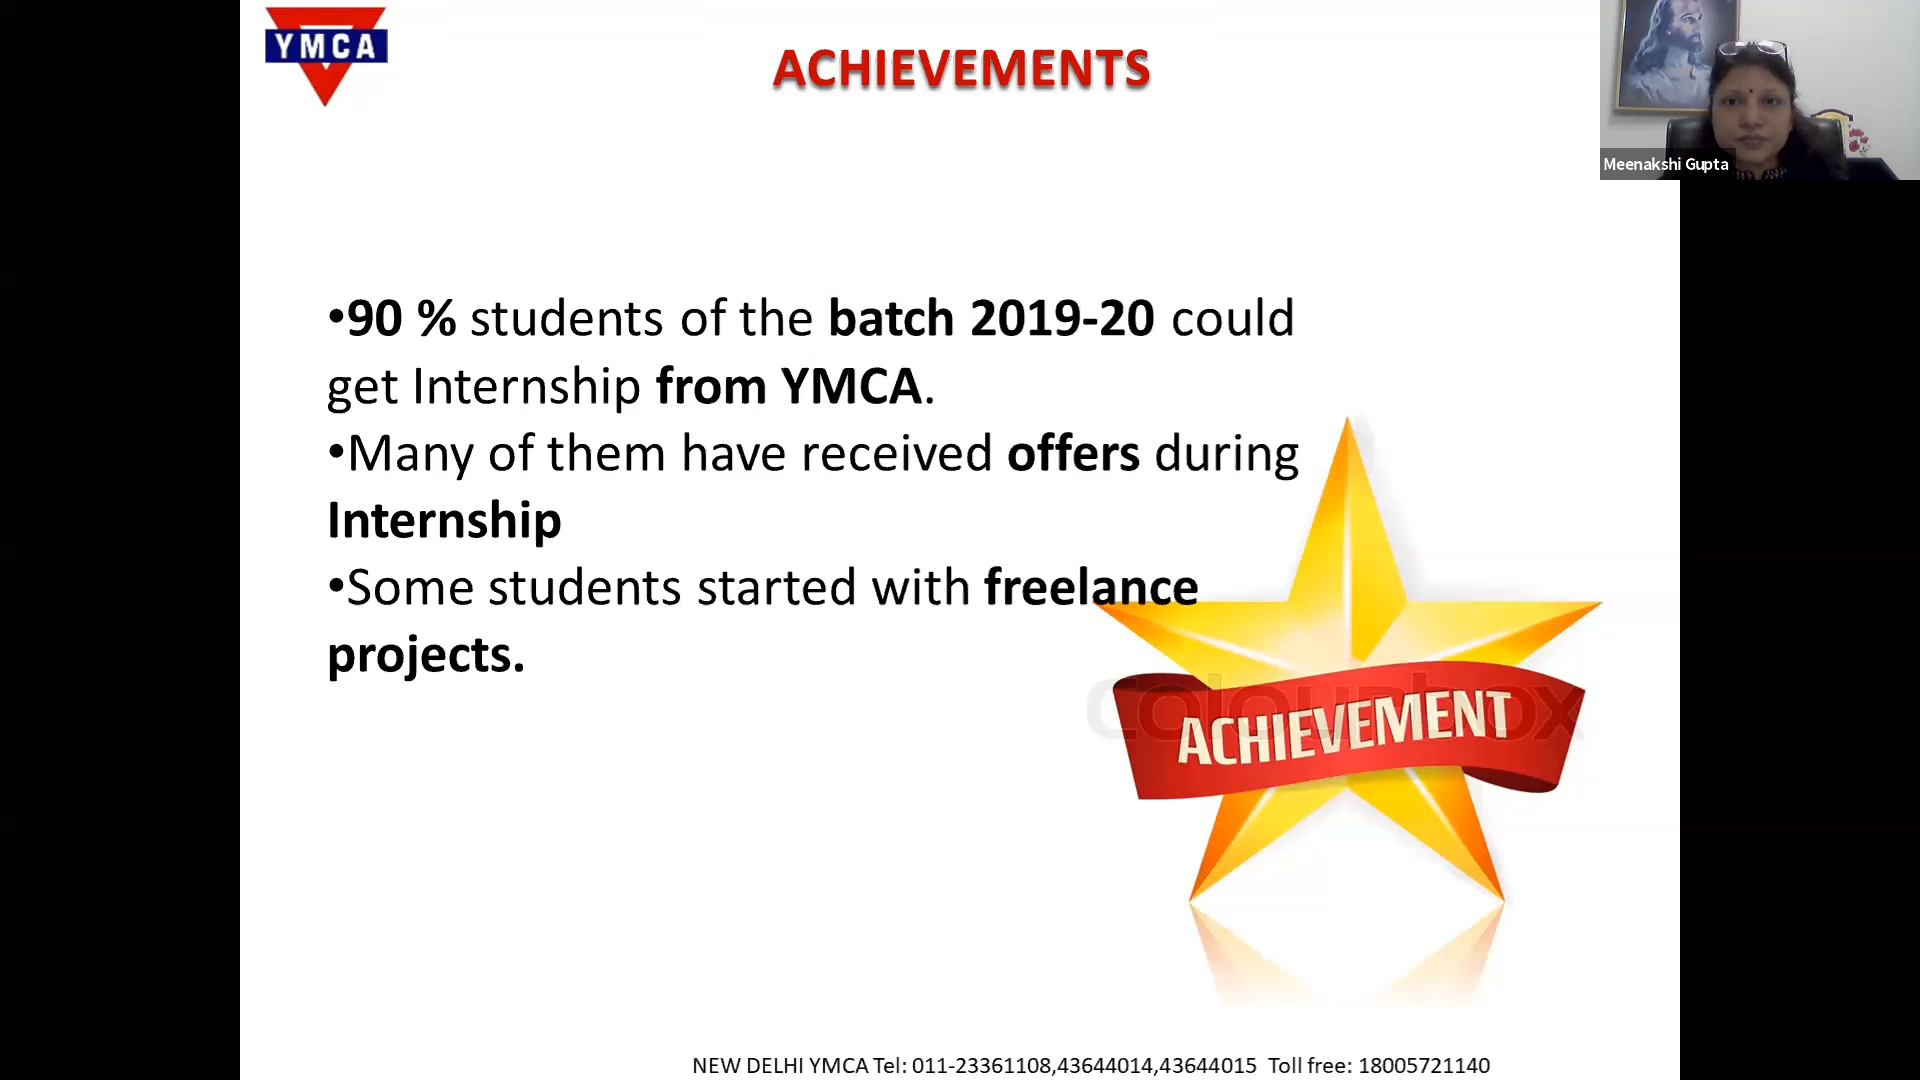 YMCA
ACHIEVEMENTS
Meenakshi Gupta
•90 % students of the batch 2019-20 could
get Internship from YMCA.
•Many of them have received offers during
Internship
•Some students started with freelance
projects.
colourbox
ACHIEVEMENT
NEW DELHI YMCA Tel: 011-23361108,43644014,43644015 Toll free: 18005721140